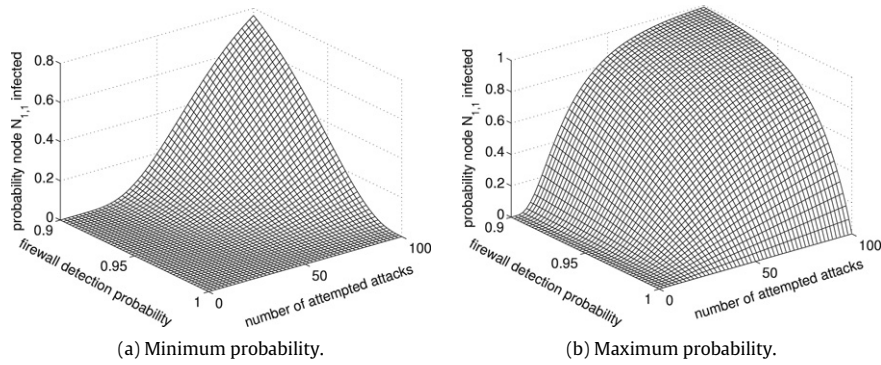 0.8
0.6
0.4
0.2
0
probability node N1,1 infected
0.9
0.95
1
firewall detection probability
0
50
100
number of attempted attacks
(a) Minimum probability.
1
0.8
0.6
0.4
0.2
0
probability node N1,1 infected
0.9
0.95
1
firewall detection probability
0
50
100
number of attempted attacks
(b) Maximum probability.